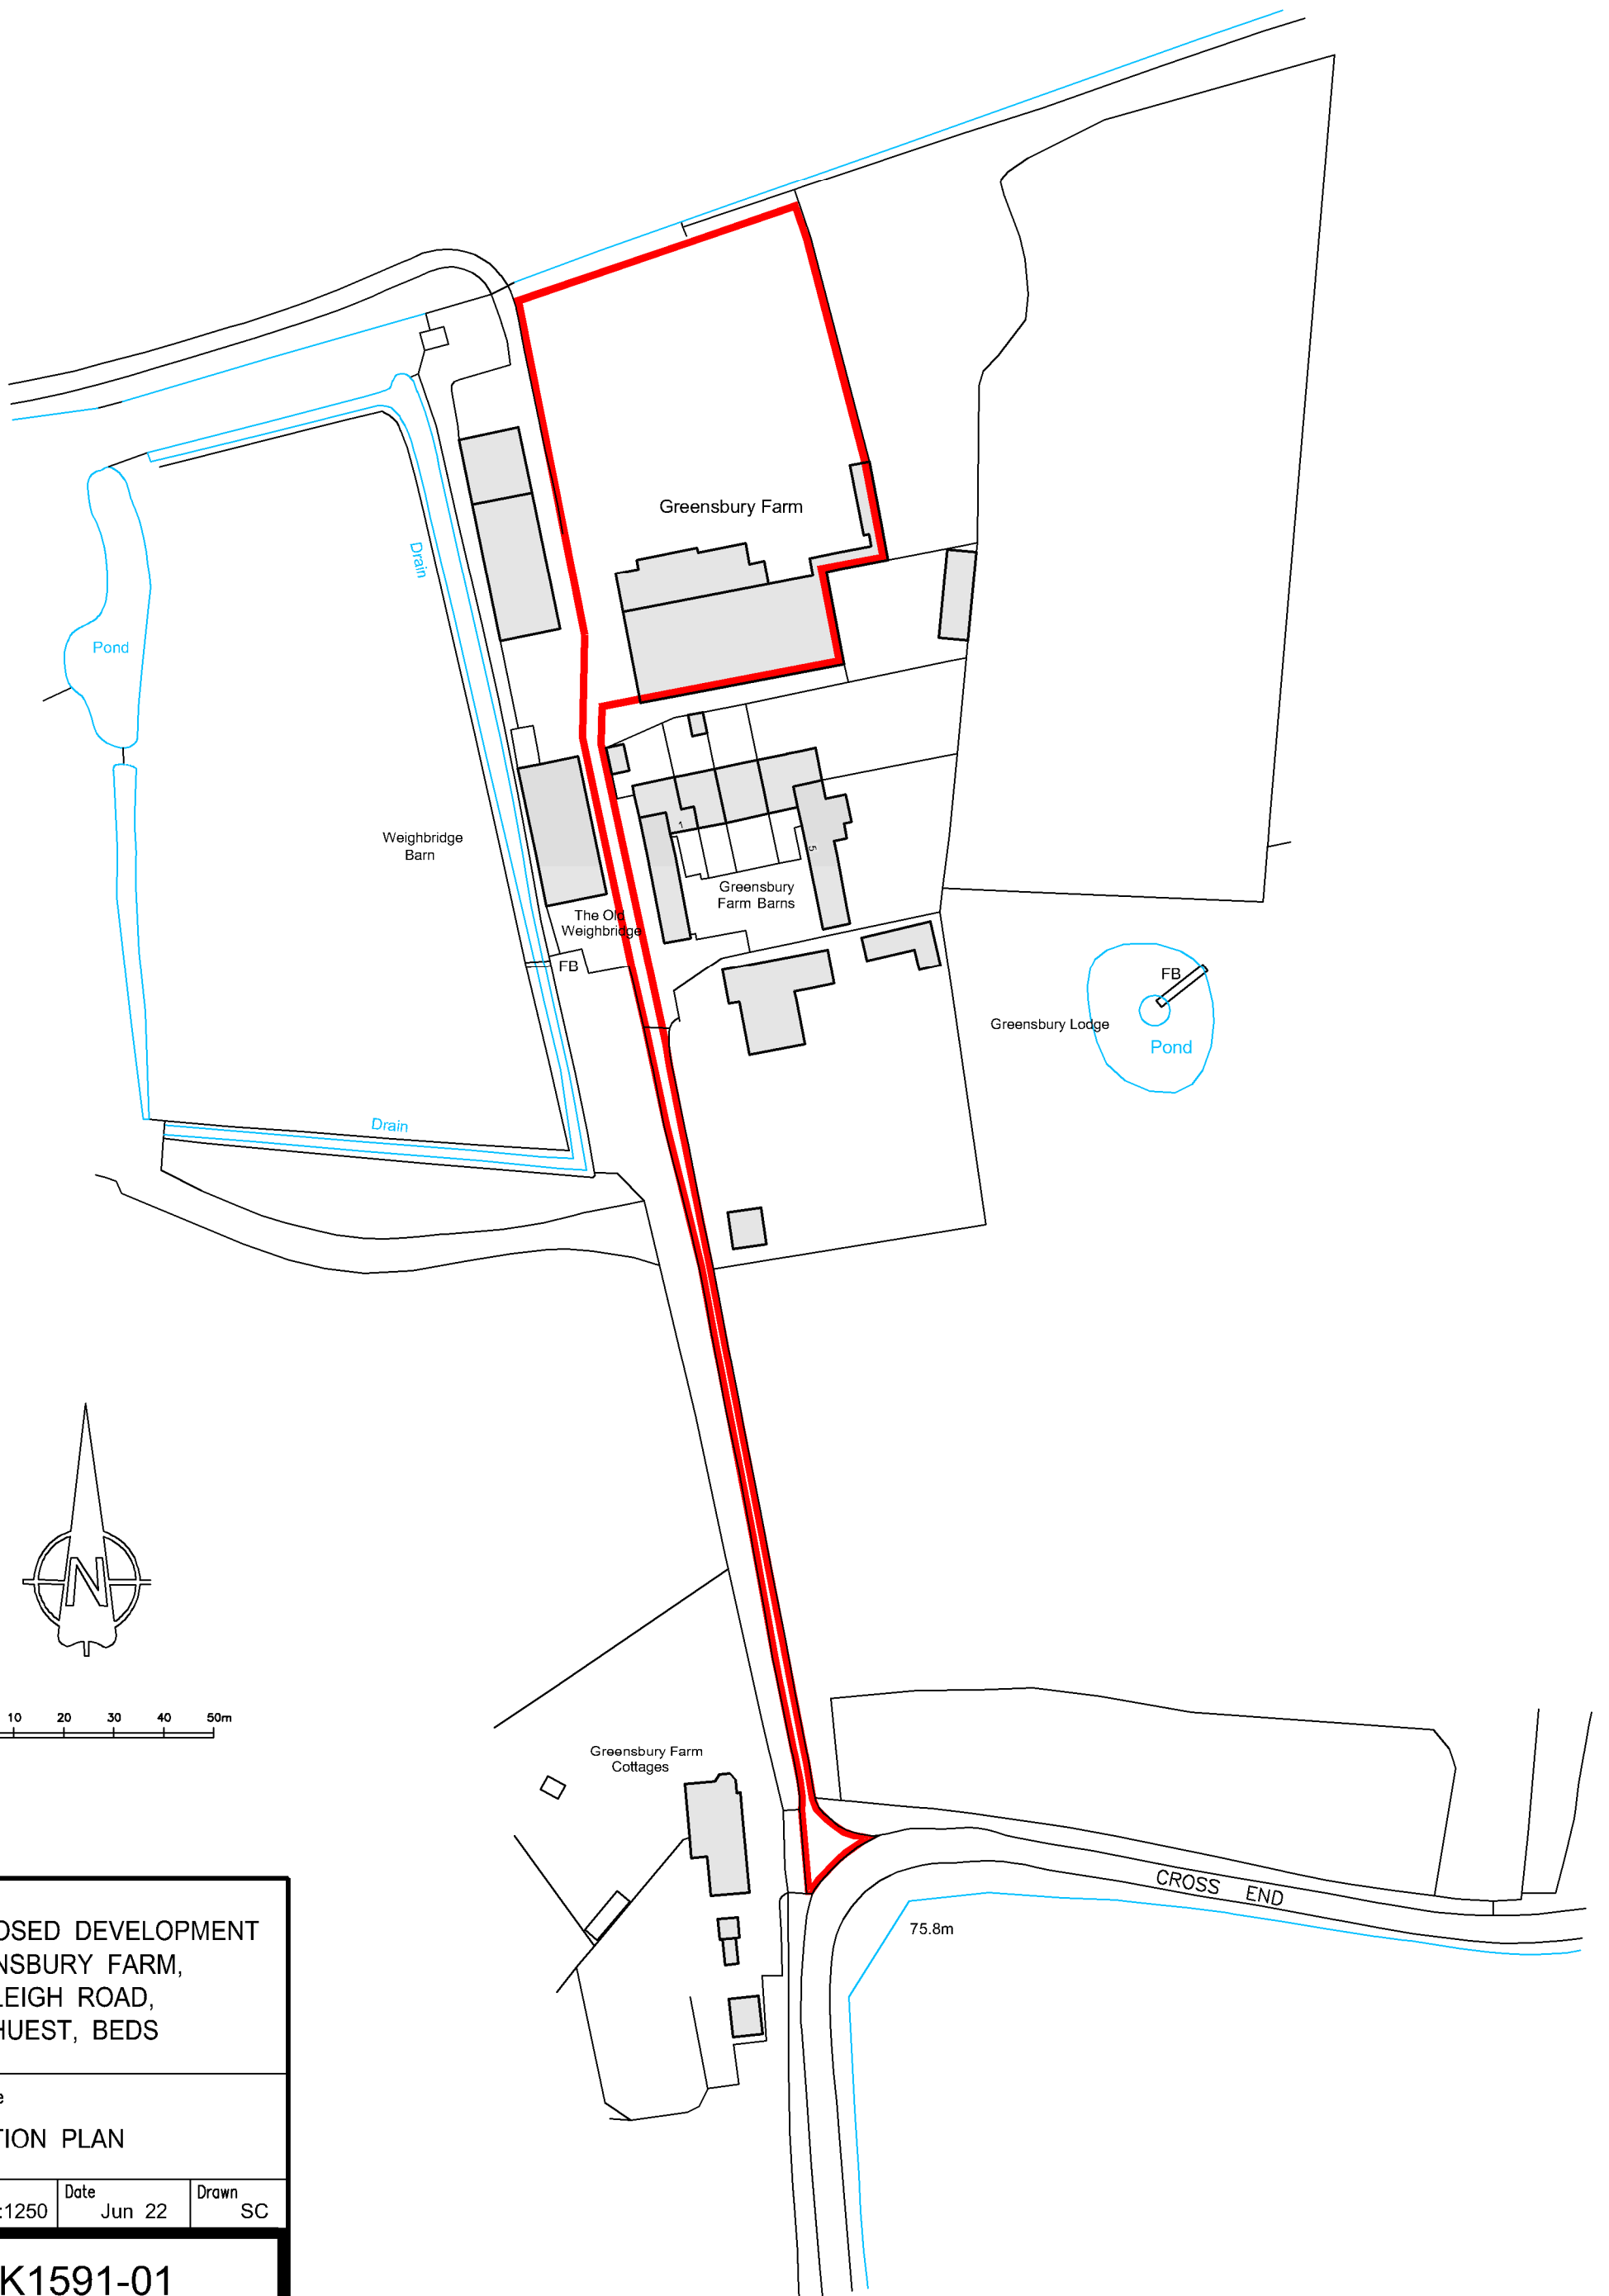 Greensbury Farm
Drain
Pond
Weighbridge
Barn
1
5
Greensbury
Farm Barns
The Old
Weighbridge
FB
FB
Greensbury Lodge
Pond
Drain
N
10 20 30 40 50m
Greensbury Farm
Cottages
CROSS END
75.8m
OSED DEVELOPMENT
NSBURY FARM,
LEIGH ROAD,
HUEST, BEDS
e
TION PLAN
:1250
Date
Jun 22
Drawn
SC
K1591-01